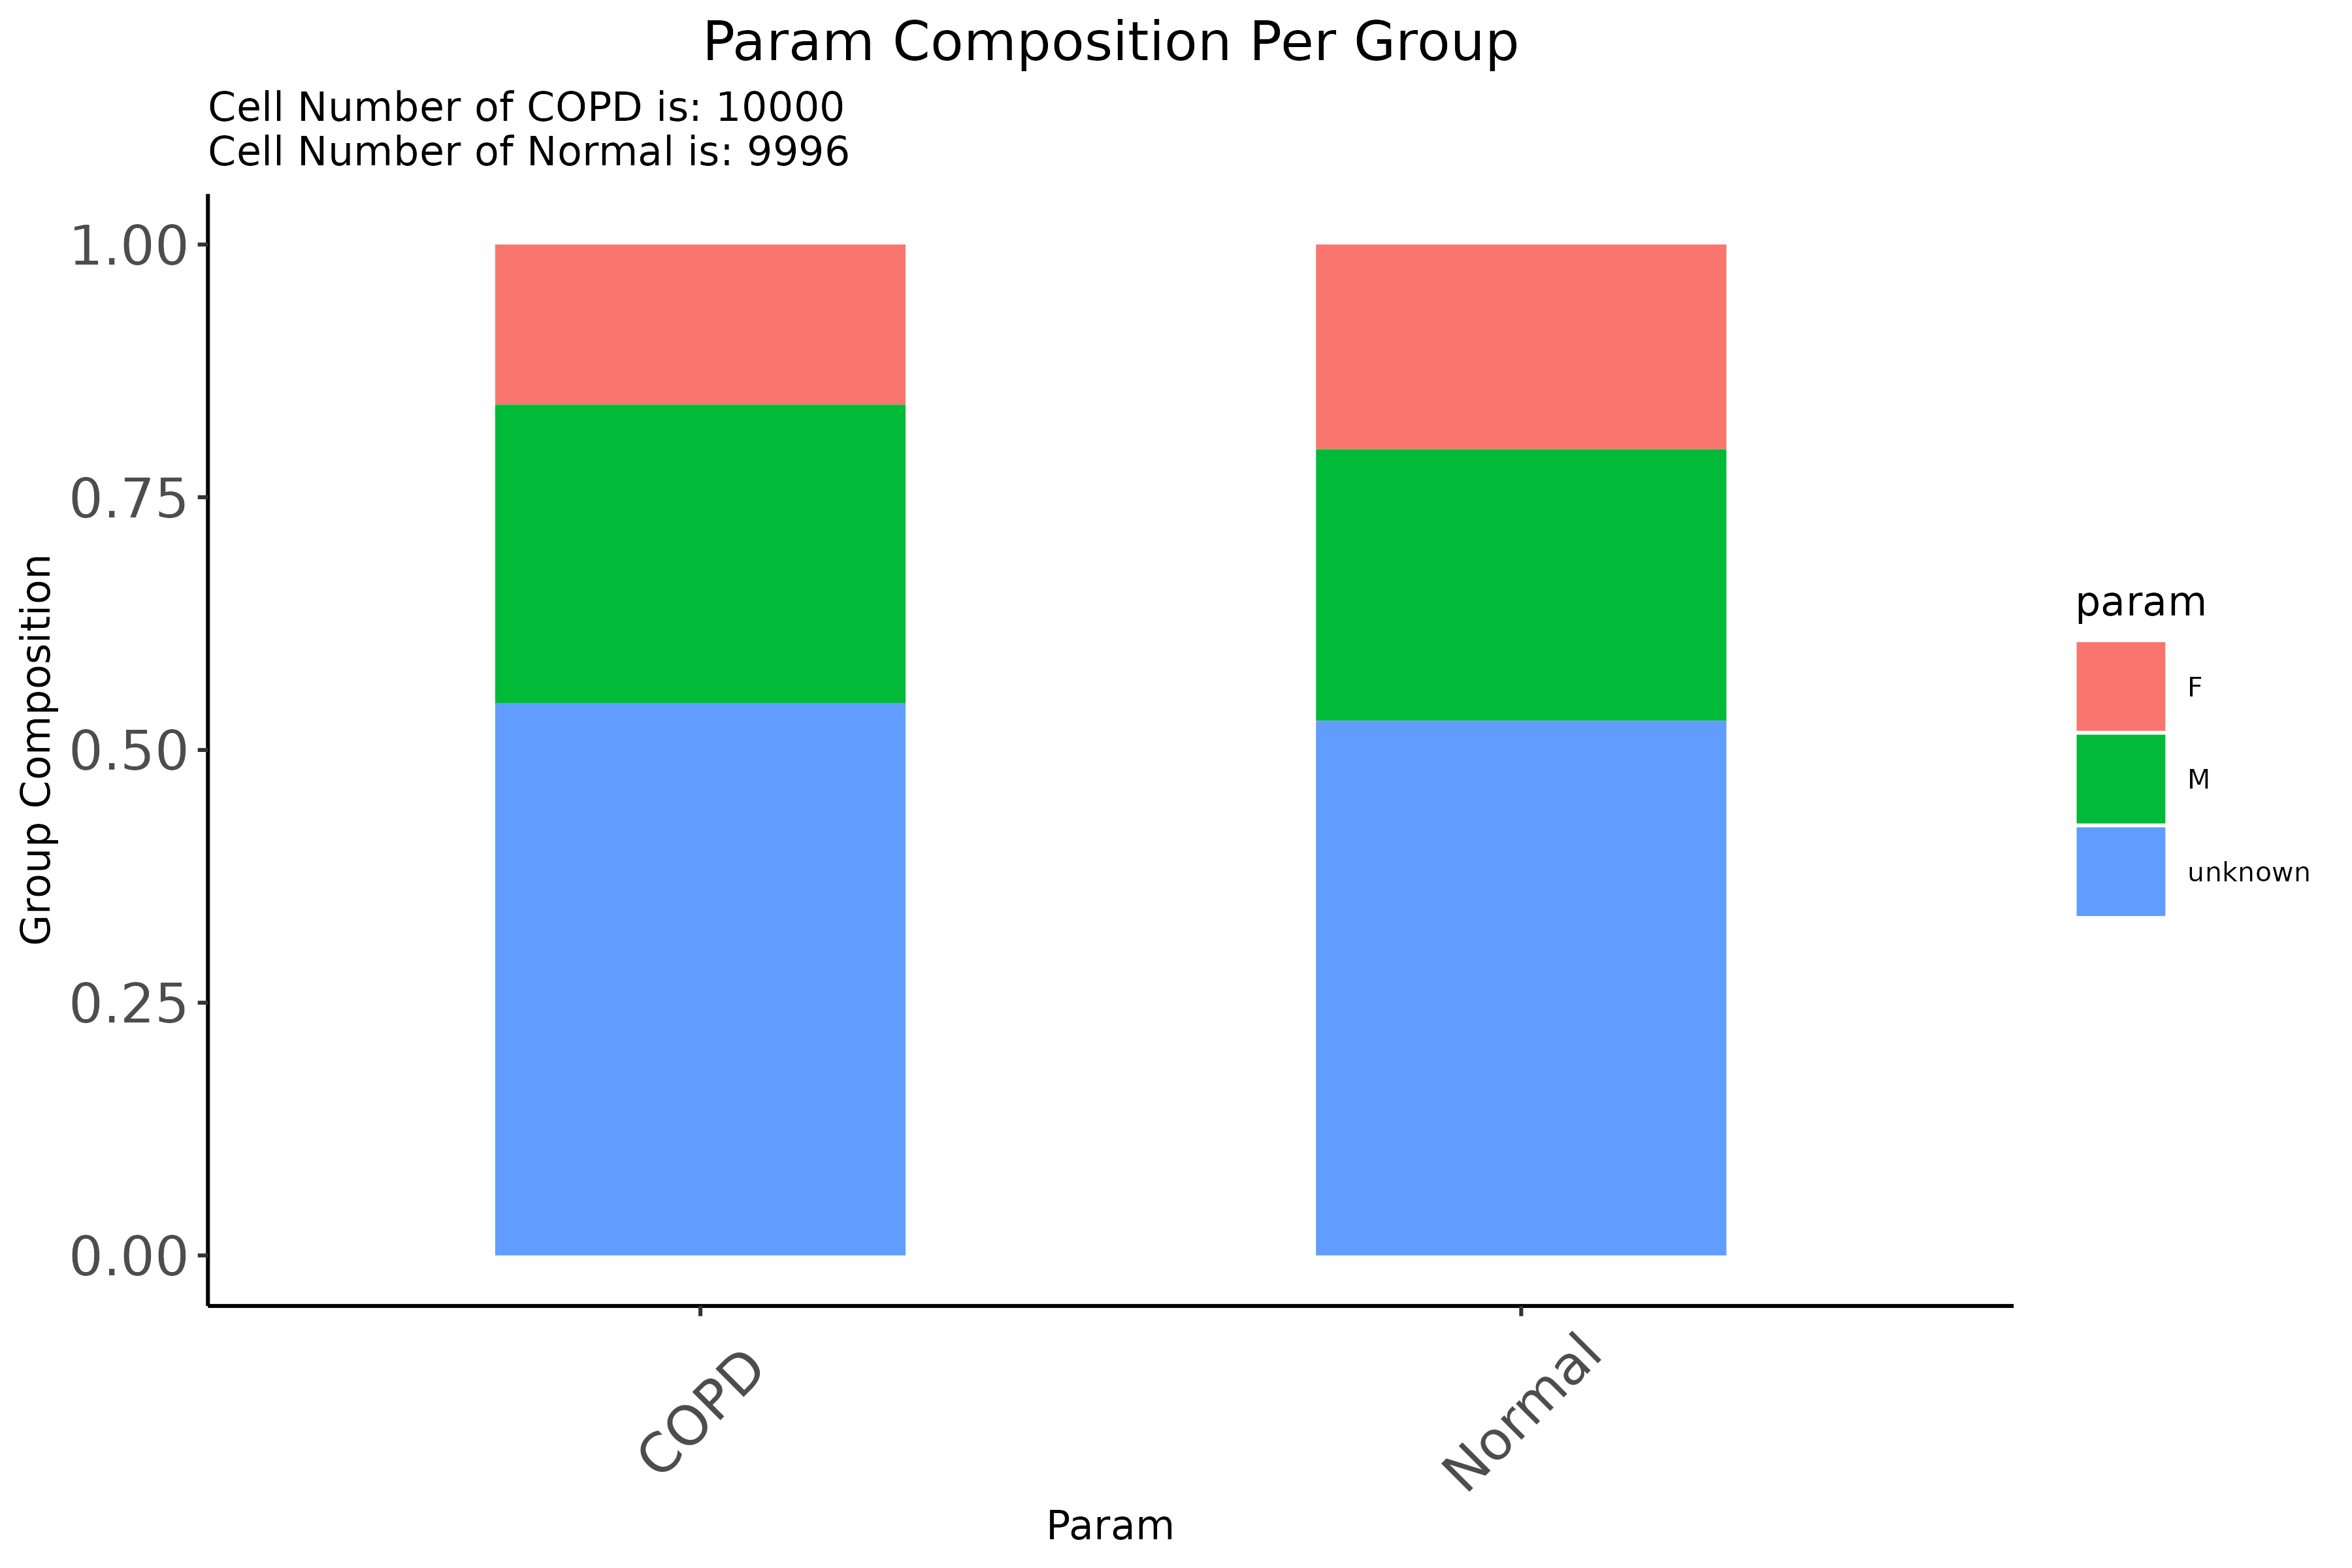 Param Composition Per Group
Cell Number of COPD is: 10000
Cell Number of Normal is: 9996
Group Composition
1.00
0.75
0.50
0.25
0.00
COPD
Normal
Param
param
F
M
unknown